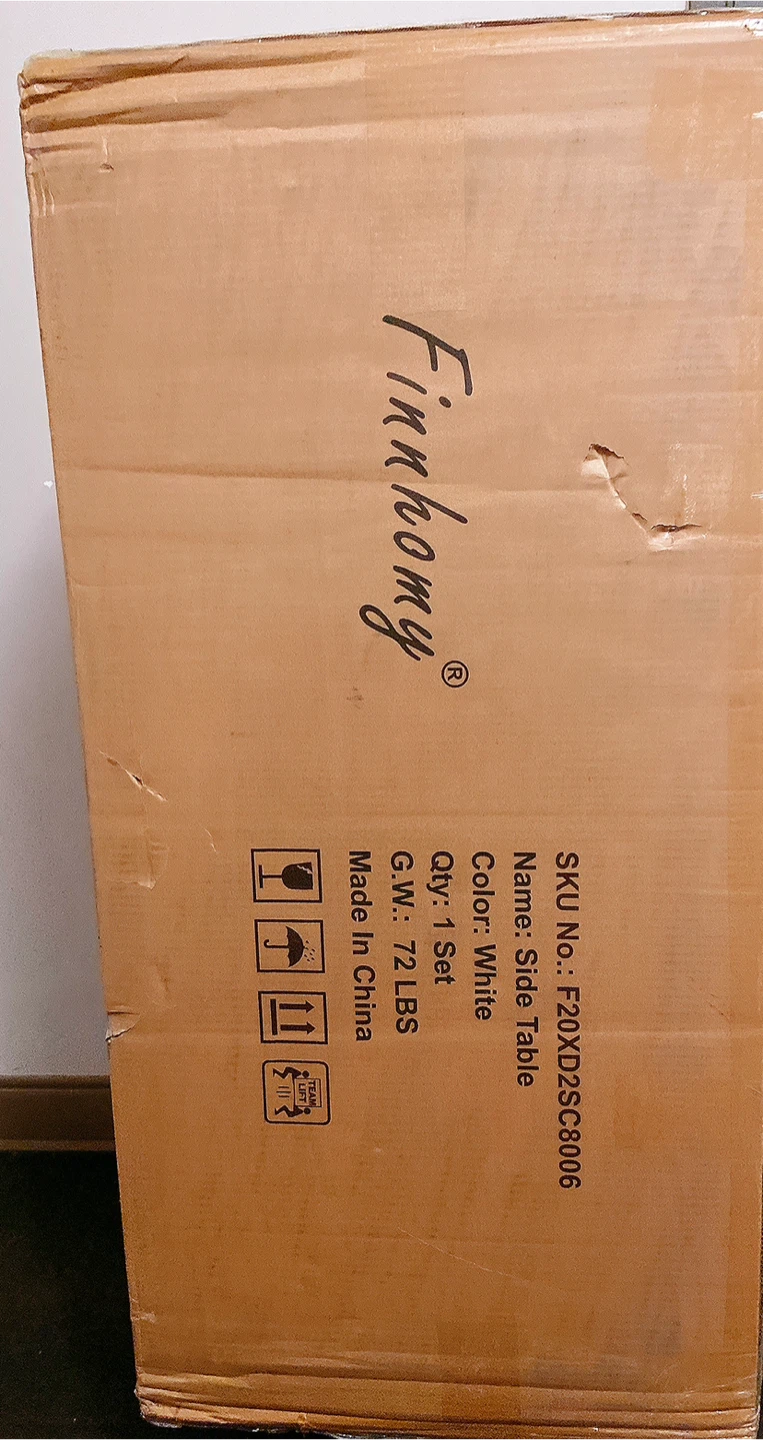 Finnhomy®
SKU No.: F20XD2SC8006
Name: Side Table
Color: White
Qty: 1 Set
G.W.: 72 LBS
Made In China
TEAM
LIFT